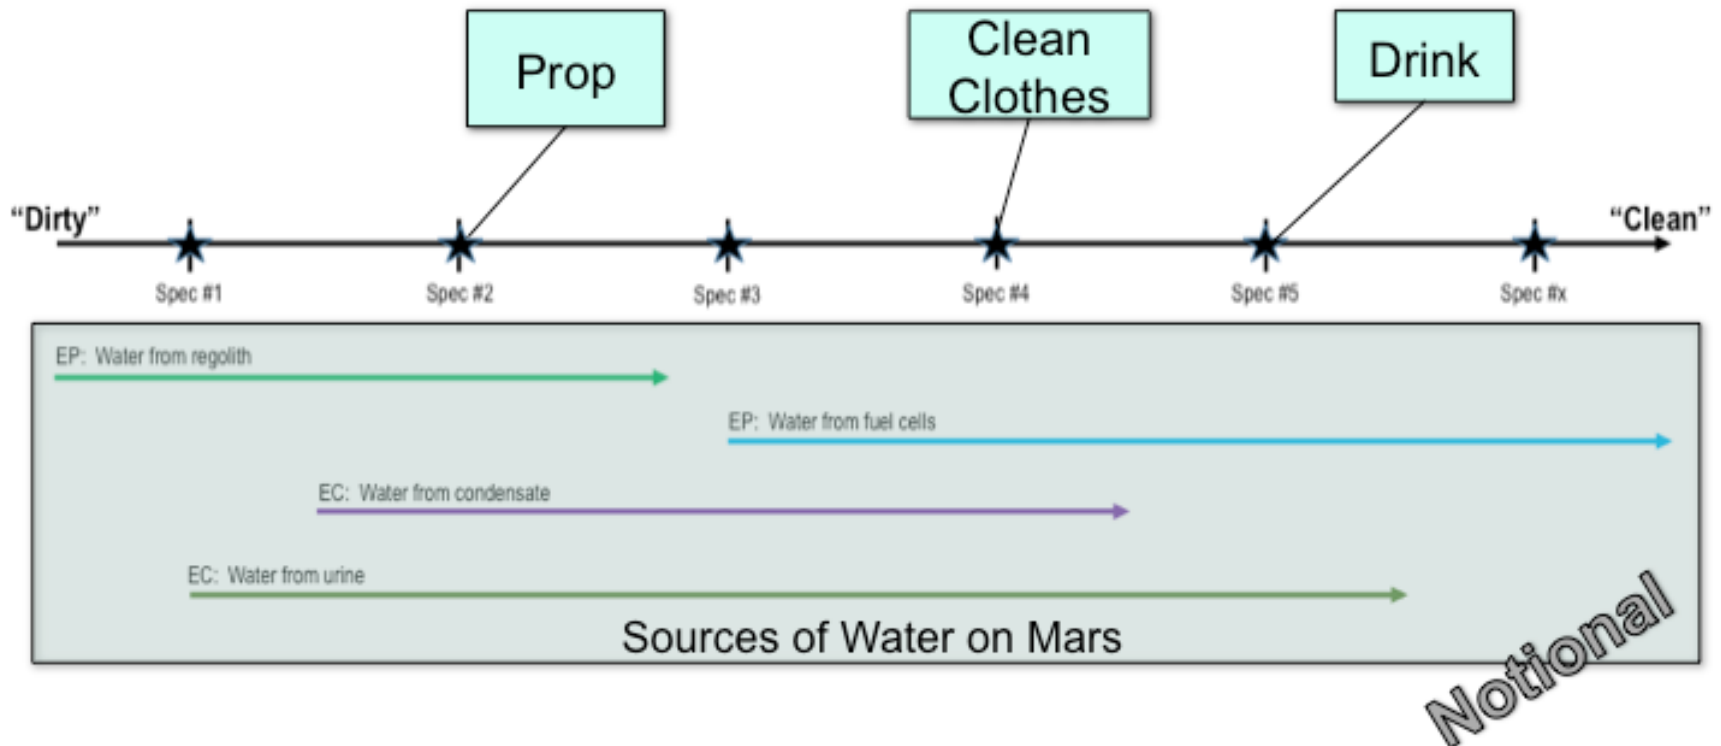 Prop
Clean
Clothes
Drink
“Dirty”
“Clean”
Spec #1
Spec #2
Spec #3
Spec #4
Spec #5
Spec #x
EP: Water from regolith
EP: Water from fuel cells
EC: Water from condensate
EC: Water from urine
Sources of Water on Mars
Notional